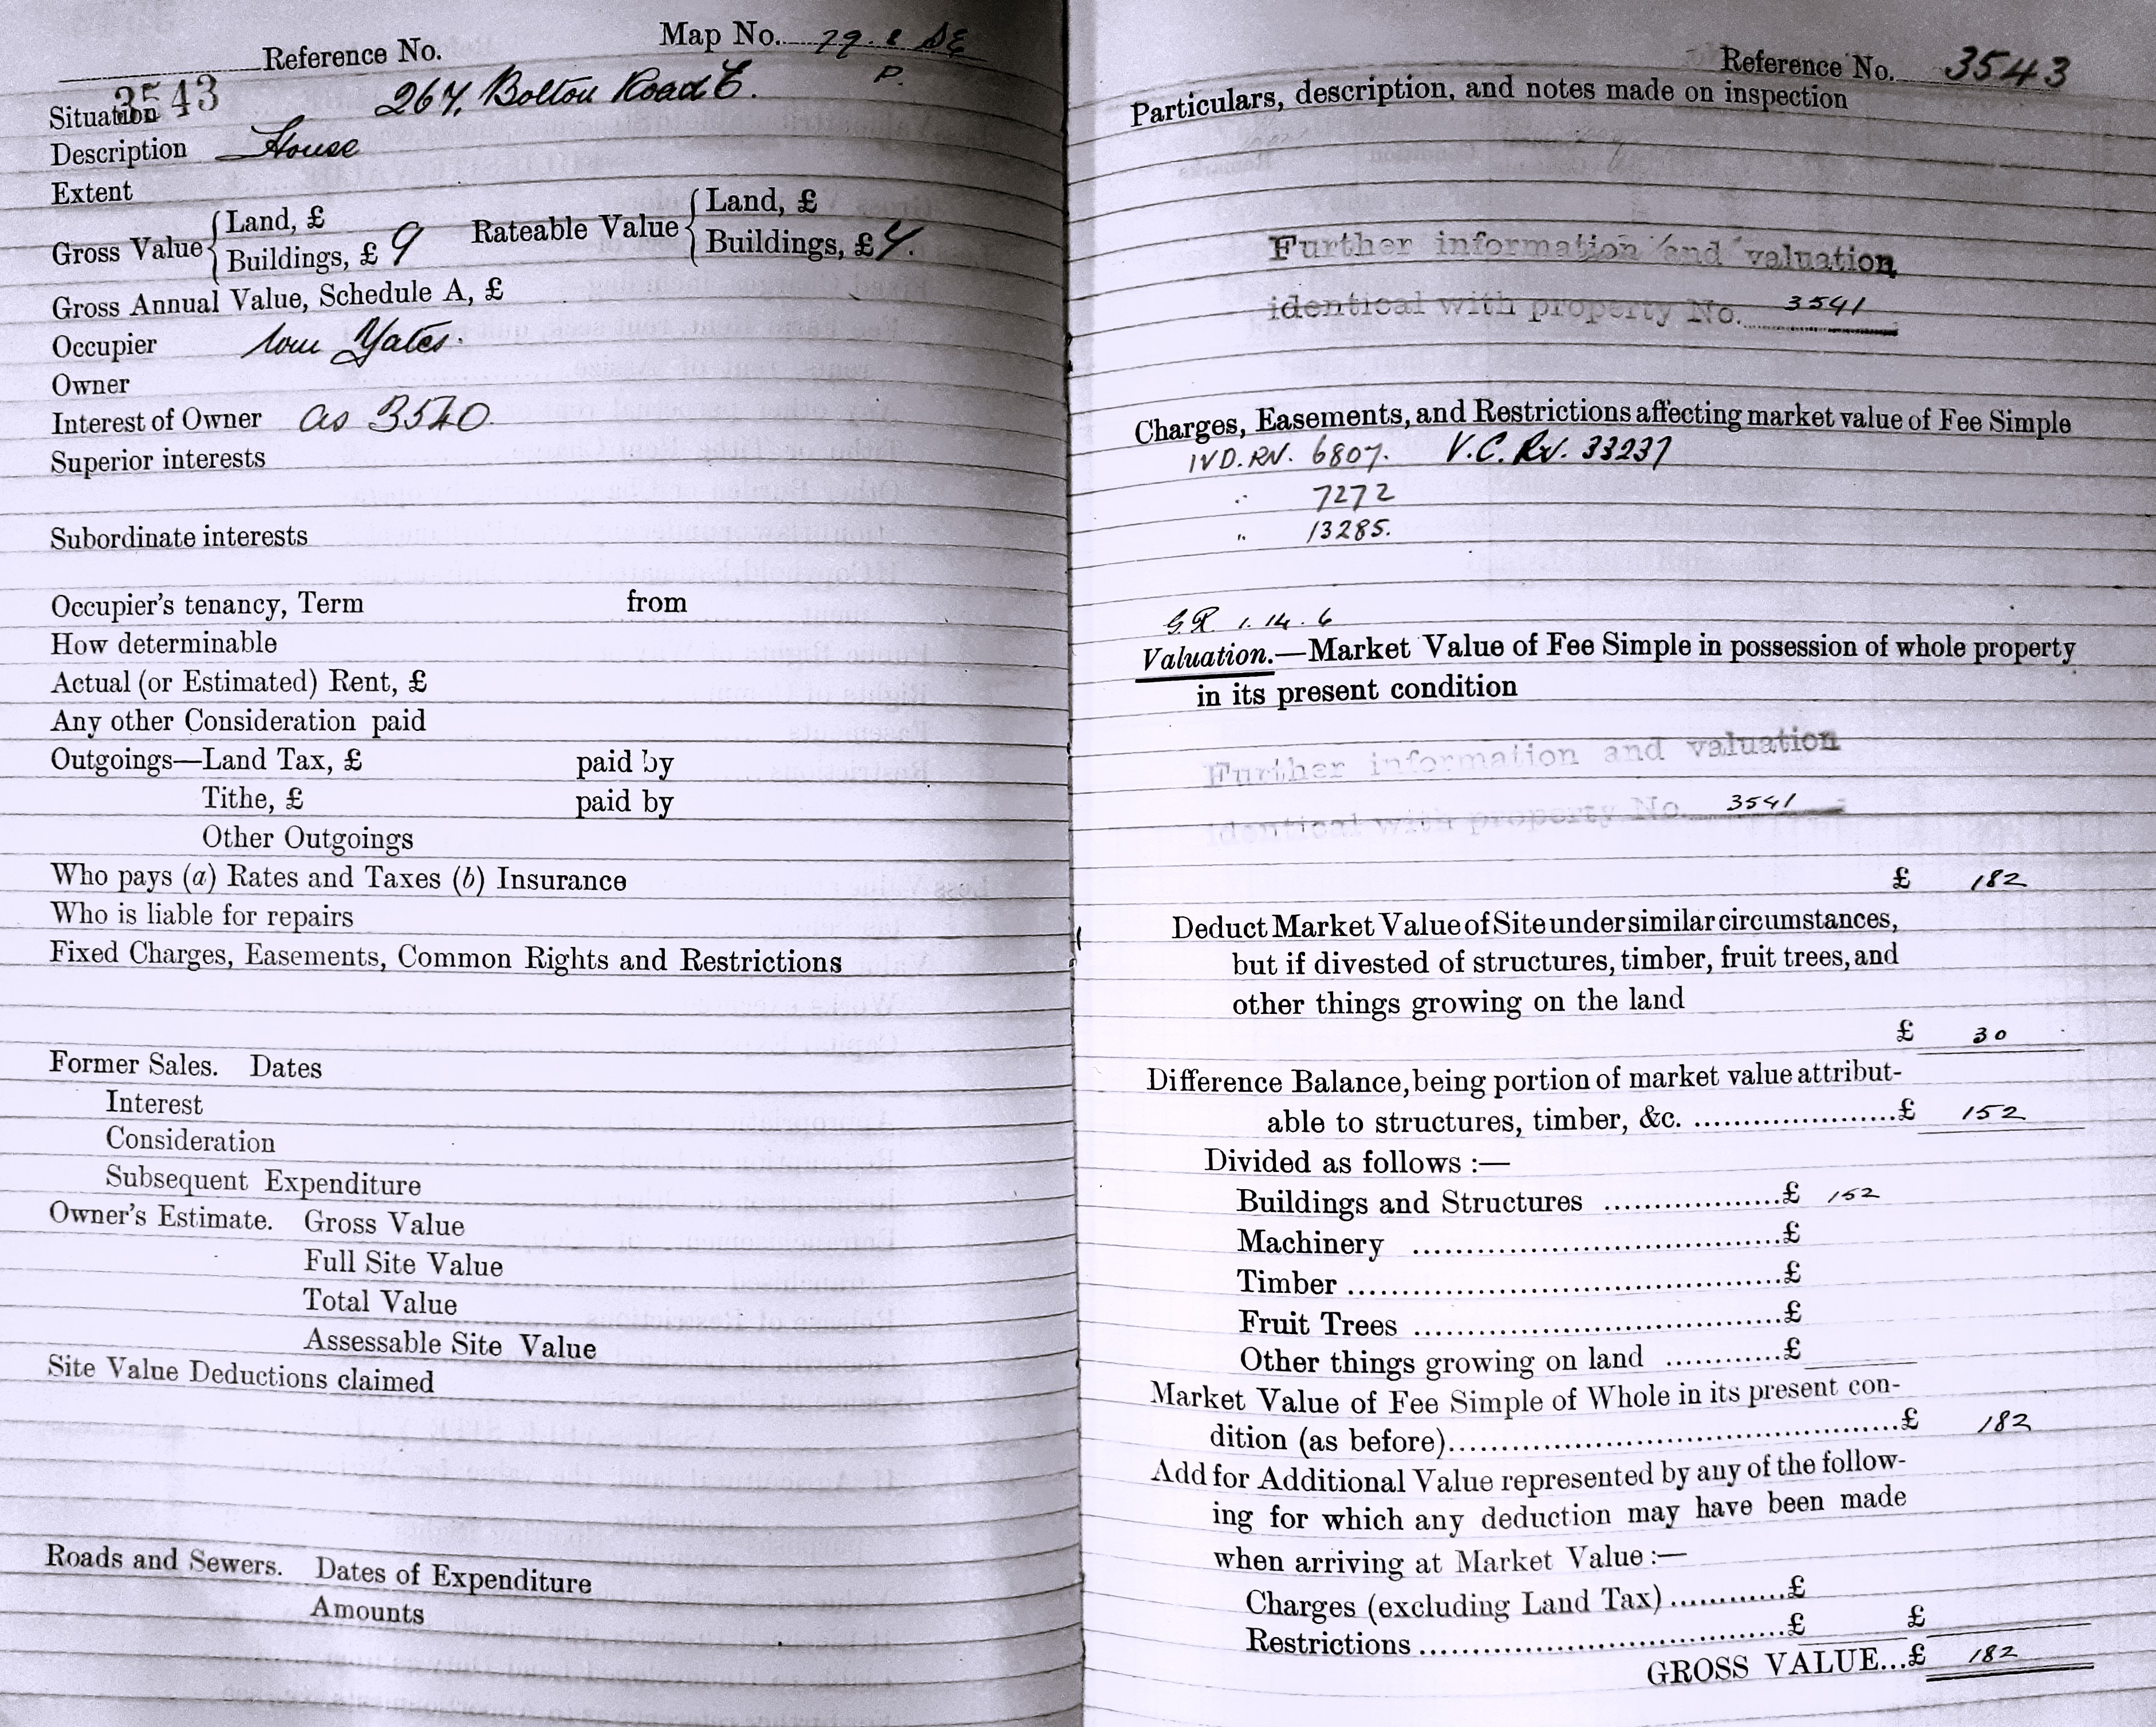 Reference No. Map No. 79. 8 SE
3543 P.
Situation 267, Bolton Road E.
Description House
Extent
Gross Value { Land, £ Rateable Value { Land, £
Buildings, £ 9 Buildings, £ 7.
Gross Annual Value, Schedule A, £
Occupier Wm Yates.
Owner
Interest of Owner as 3540.
Superior interests
Subordinate interests
Occupier's tenancy, Term from
How determinable
Actual (or Estimated) Rent, £
Any other Consideration paid
Outgoings—Land Tax, £ paid by
Tithe, £ paid by
Other Outgoings
Who pays (a) Rates and Taxes (b) Insurance
Who is liable for repairs
Fixed Charges, Easements, Common Rights and Restrictions
Former Sales. Dates
Interest
Consideration
Subsequent Expenditure
Owner's Estimate. Gross Value
Full Site Value
Total Value
Assessable Site Value
Site Value Deductions claimed
Roads and Sewers. Dates of Expenditure
Amounts
Reference No. 3543
Particulars, description, and notes made on inspection
Further information and valuation
identical with property No. 3541
Charges, Easements, and Restrictions affecting market value of Fee Simple
IVD. RN. 6807. V.C. RN. 33237
" 7272
" 13285.
G.R. 1. 14. 6
Valuation.—Market Value of Fee Simple in possession of whole property
in its present condition
Further information and valuation
identical with property No. 3541
£ 182
Deduct Market Value of Site under similar circumstances,
but if divested of structures, timber, fruit trees, and
other things growing on the land
£ 30
Difference Balance, being portion of market value attribut-
able to structures, timber, &c. ....................£ 152
Divided as follows :—
Buildings and Structures ..................£ 152
Machinery ......................................£
Timber ............................................£
Fruit Trees ......................................£
Other things growing on land ............£
Market Value of Fee Simple of Whole in its present con-
dition (as before)..............................................£ 182
Add for Additional Value represented by any of the follow-
ing for which any deduction may have been made
when arriving at Market Value :—
Charges (excluding Land Tax) ............£
Restrictions ......................................£ £
GROSS VALUE...£ 182